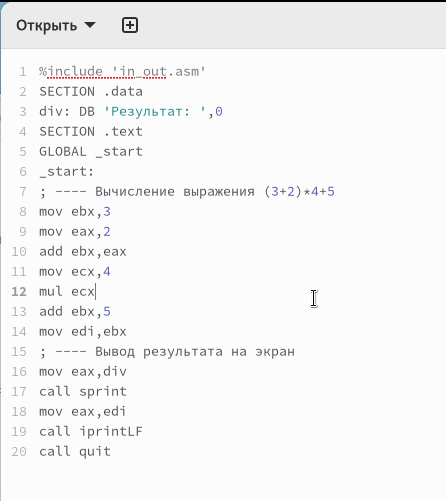 Открыть
1 %include 'in_out.asm'
2 SECTION .data
3 div: DB 'Результат: ',0
4 SECTION .text
5 GLOBAL _start
6 _start:
7 ; ---- Вычисление выражения (3+2)*4+5
8 mov ebx,3
9 mov eax,2
10 add ebx,eax
11 mov ecx,4
12 mul ecx
13 add ebx,5
14 mov edi,ebx
15 ; ---- Вывод результата на экран
16 mov eax,div
17 call sprint
18 mov eax,edi
19 call iprintLF
20 call quit